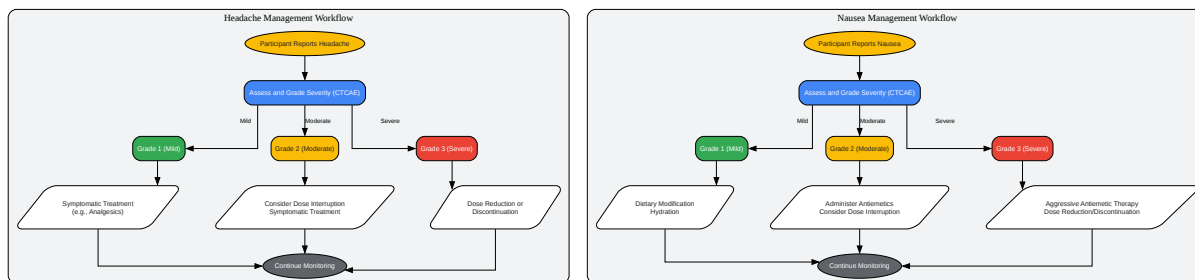 Headache Management Workflow
Participant Reports Headache
Assess and Grade Severity (CTCAE)
Mild
Moderate
Severe
Grade 1 (Mild)
Grade 2 (Moderate)
Grade 3 (Severe)
Symptomatic Treatment
(e.g., Analgesics)
Consider Dose Interruption
Symptomatic Treatment
Dose Reduction or
Discontinuation
Continue Monitoring
Nausea Management Workflow
Participant Reports Nausea
Assess and Grade Severity (CTCAE)
Mild
Moderate
Severe
Grade 1 (Mild)
Grade 2 (Moderate)
Grade 3 (Severe)
Dietary Modification
Hydration
Administer Antiemetics
Consider Dose Interruption
Aggressive Antiemetic Therapy
Dose Reduction/Discontinuation
Continue Monitoring